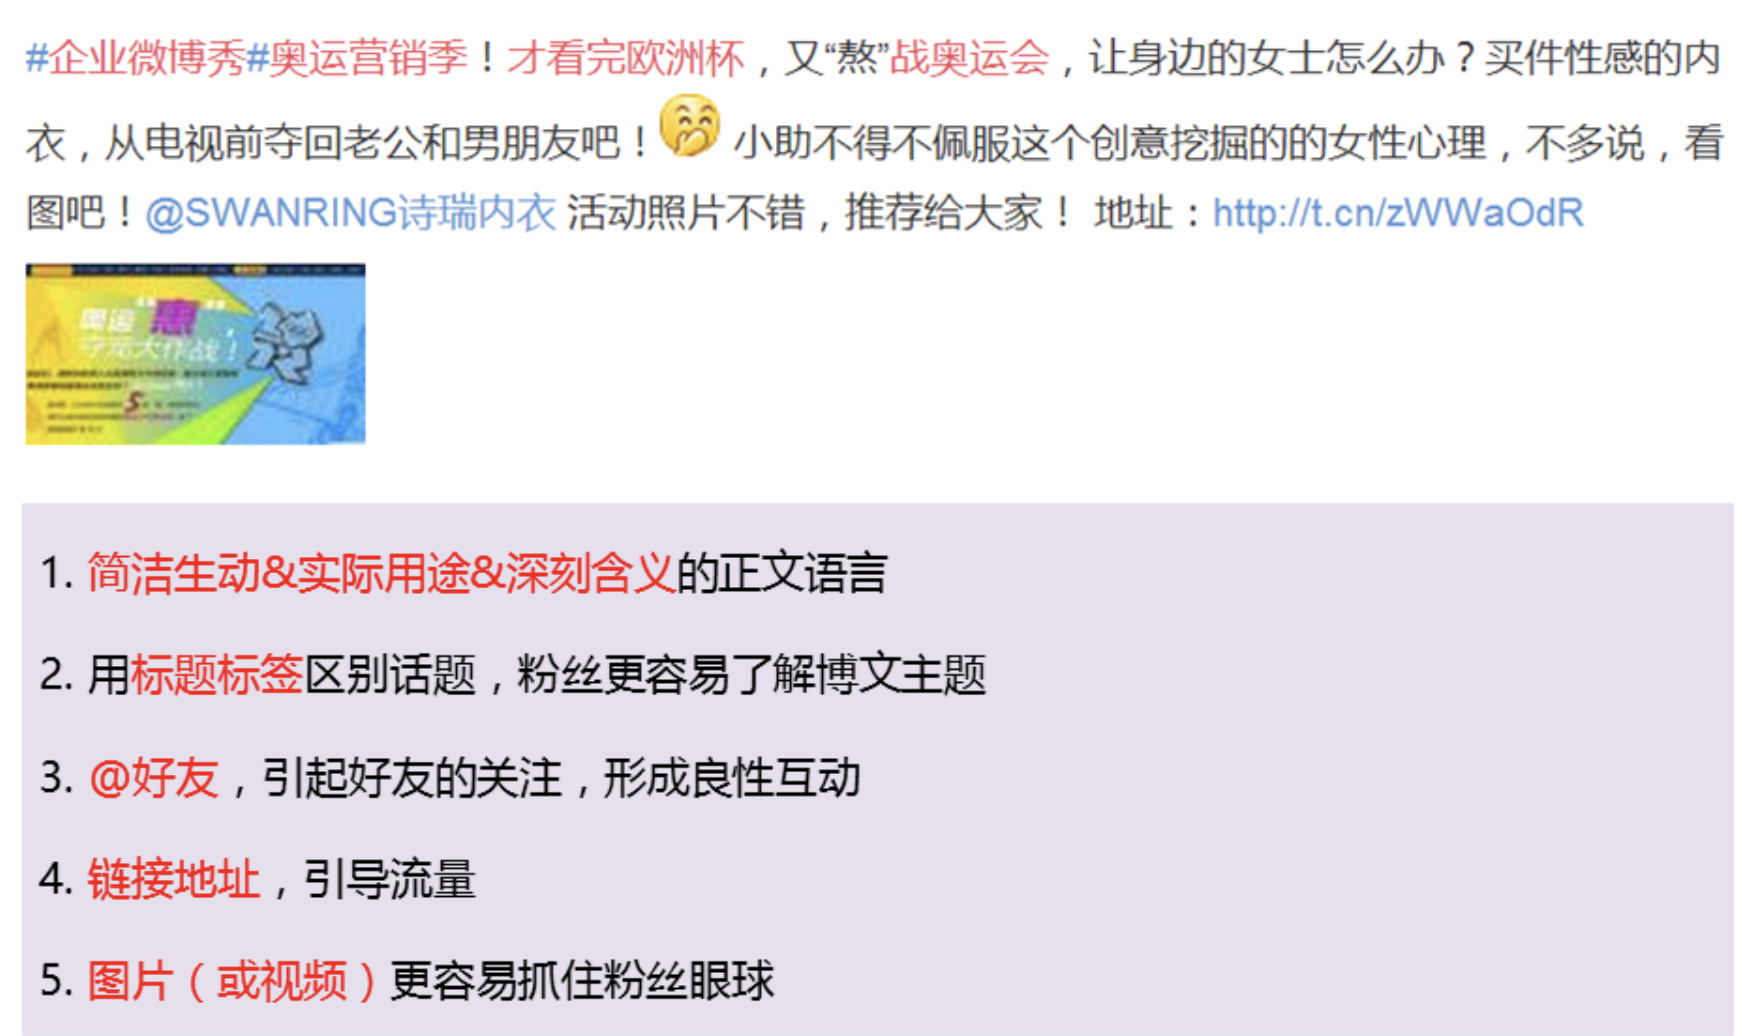 #企业微博秀#奥运营销季！才看完欧洲杯，又“熬”战奥运会，让身边的女士怎么办？买件性感的内
衣，从电视前夺回老公和男朋友吧！ 小助不得不佩服这个创意挖掘的的女性心理，不多说，看
图吧！@SWANRING诗瑞内衣 活动照片不错，推荐给大家！ 地址：http://t.cn/zWWaOdR
奥运 惠
大作战！
5
1. 简洁生动&实际用途&深刻含义的正文语言
2. 用标题标签区别话题，粉丝更容易了解博文主题
3. @好友，引起好友的关注，形成良性互动
4. 链接地址，引导流量
5. 图片（或视频）更容易抓住粉丝眼球